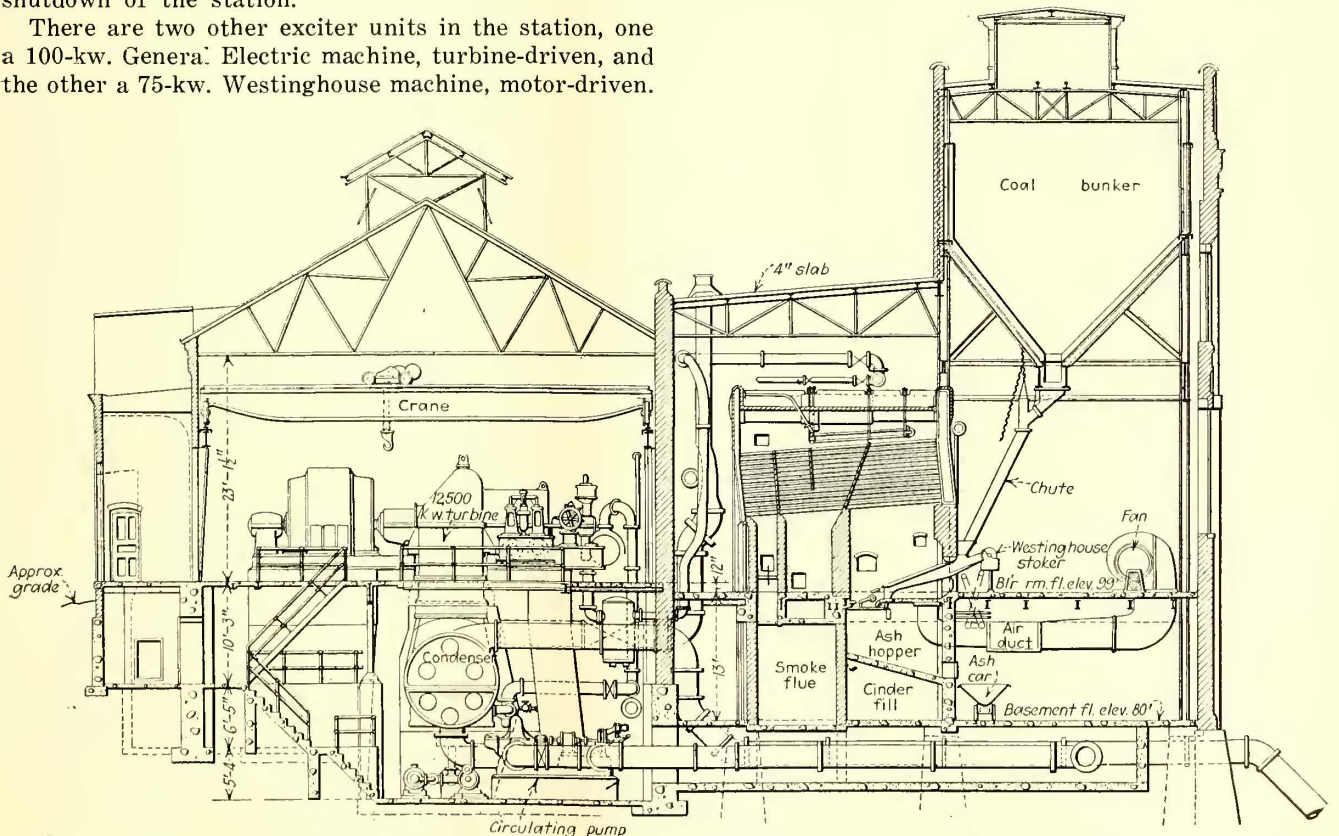 shutdown of the station.
There are two other exciter units in the station, one
a 100-kw. General Electric machine, turbine-driven, and
the other a 75-kw. Westinghouse machine, motor-driven.
Coal bunker
4" slab
Crane
23'-1½"
12,500
k.w. turbine
Chute
Fan
Westinghouse
stoker
Approx.
grade
12"
Bl'r rm. fl. elev. 99'
10'-3"
Condenser
Ash
hopper
Air
duct
Smoke
flue
13'
Ash
car
Cinder
fill
Basement fl. elev. 80'
6'-5"
5'-4"
Circulating pump